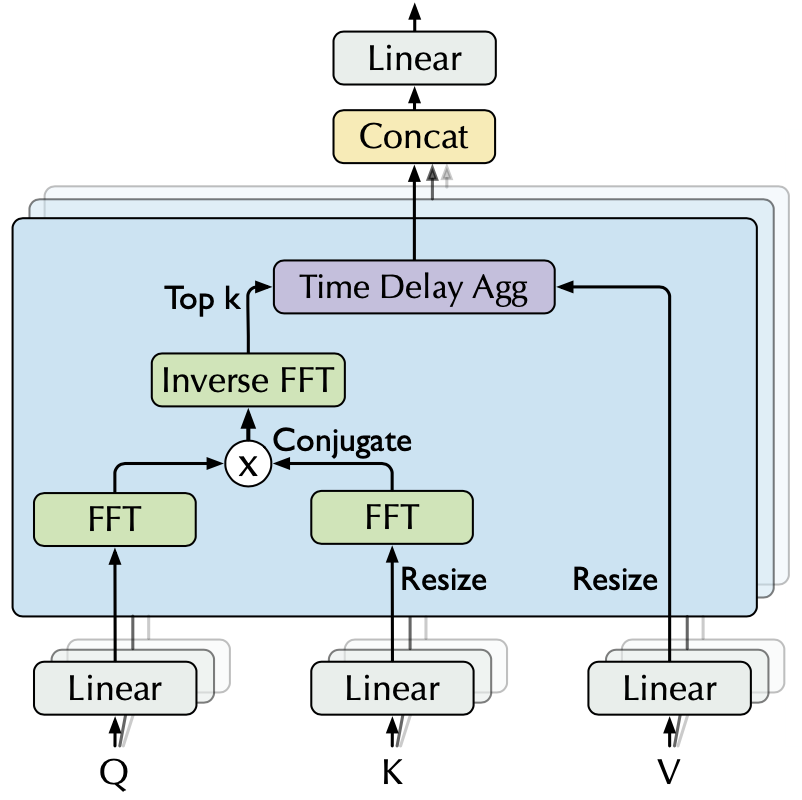 Linear
Concat
Time Delay Agg
Top k
Inverse FFT
Conjugate
x
FFT
FFT
Resize
Resize
Linear
Linear
Linear
Q
K
V